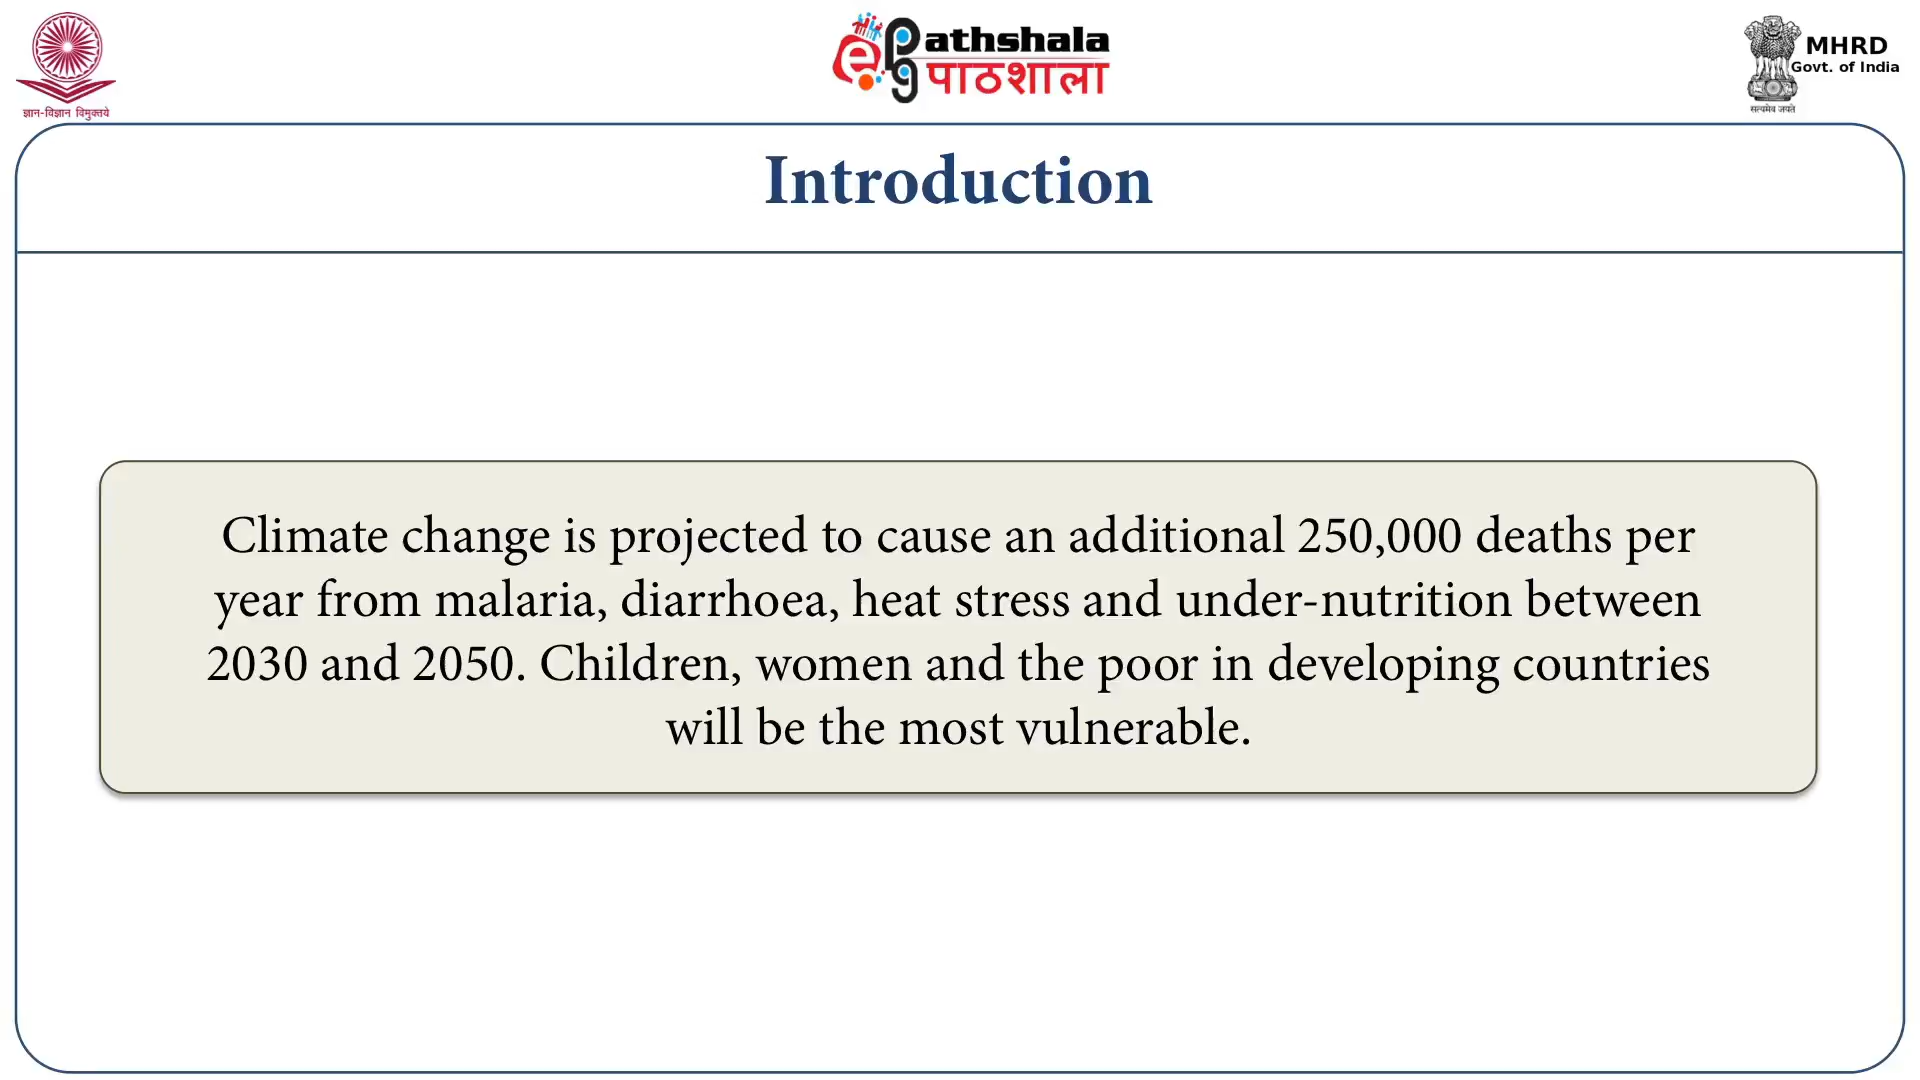 ज्ञान-विज्ञान विमुक्तये
e Pathshala
पाठशाला
MHRD
Govt. of India
सत्यमेव जयते
Introduction
Climate change is projected to cause an additional 250,000 deaths per
year from malaria, diarrhoea, heat stress and under-nutrition between
2030 and 2050. Children, women and the poor in developing countries
will be the most vulnerable.